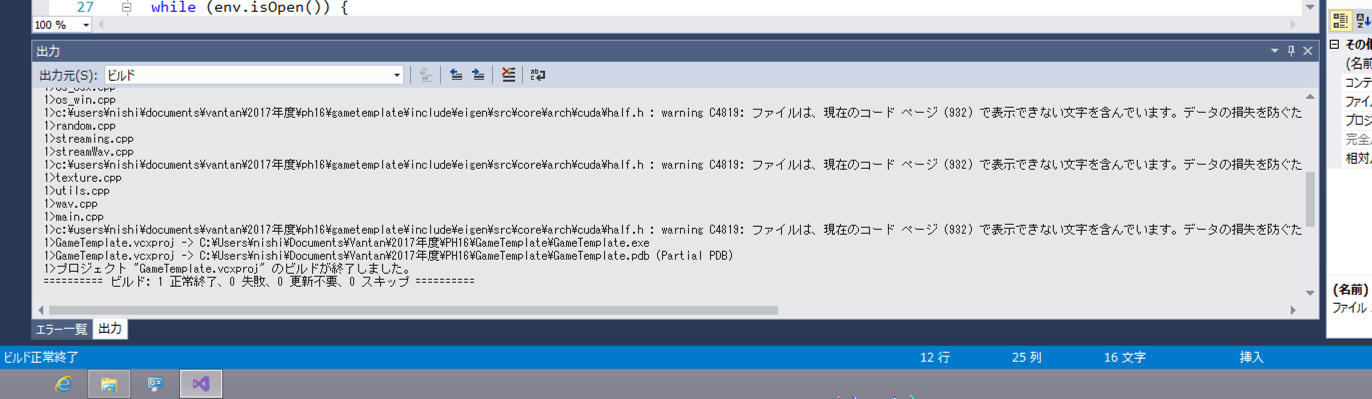 27 while (env.isOpen()) {
100 %
出力
出力元(S): ビルド
1>os_osx.cpp
1>os_win.cpp
1>c:¥users¥nishi¥documents¥vantan¥2017年度¥ph16¥gametemplate¥include¥eigen¥src¥core¥arch¥cuda¥half.h : warning C4819: ファイルは、現在のコード ページ (932) で表示できない文字を含んでいます。データの損失を防ぐた
1>random.cpp
1>streaming.cpp
1>streamWav.cpp
1>c:¥users¥nishi¥documents¥vantan¥2017年度¥ph16¥gametemplate¥include¥eigen¥src¥core¥arch¥cuda¥half.h : warning C4819: ファイルは、現在のコード ページ (932) で表示できない文字を含んでいます。データの損失を防ぐた
1>texture.cpp
1>utils.cpp
1>wav.cpp
1>main.cpp
1>c:¥users¥nishi¥documents¥vantan¥2017年度¥ph16¥gametemplate¥include¥eigen¥src¥core¥arch¥cuda¥half.h : warning C4819: ファイルは、現在のコード ページ (932) で表示できない文字を含んでいます。データの損失を防ぐた
1>GameTemplate.vcxproj -> C:¥Users¥nishi¥Documents¥Vantan¥2017年度¥PH16¥GameTemplate¥GameTemplate.exe
1>GameTemplate.vcxproj -> C:¥Users¥nishi¥Documents¥Vantan¥2017年度¥PH16¥GameTemplate¥GameTemplate.pdb (Partial PDB)
1>プロジェクト "GameTemplate.vcxproj" のビルドが終了しました。
========== ビルド: 1 正常終了、0 失敗、0 更新不要、0 スキップ ==========
エラー一覧 出力
その他
(名前
コンテ
ファイル
プロジ
完全
相対
(名前)
ファイル
ビルド正常終了 12 行 25 列 16 文字 挿入